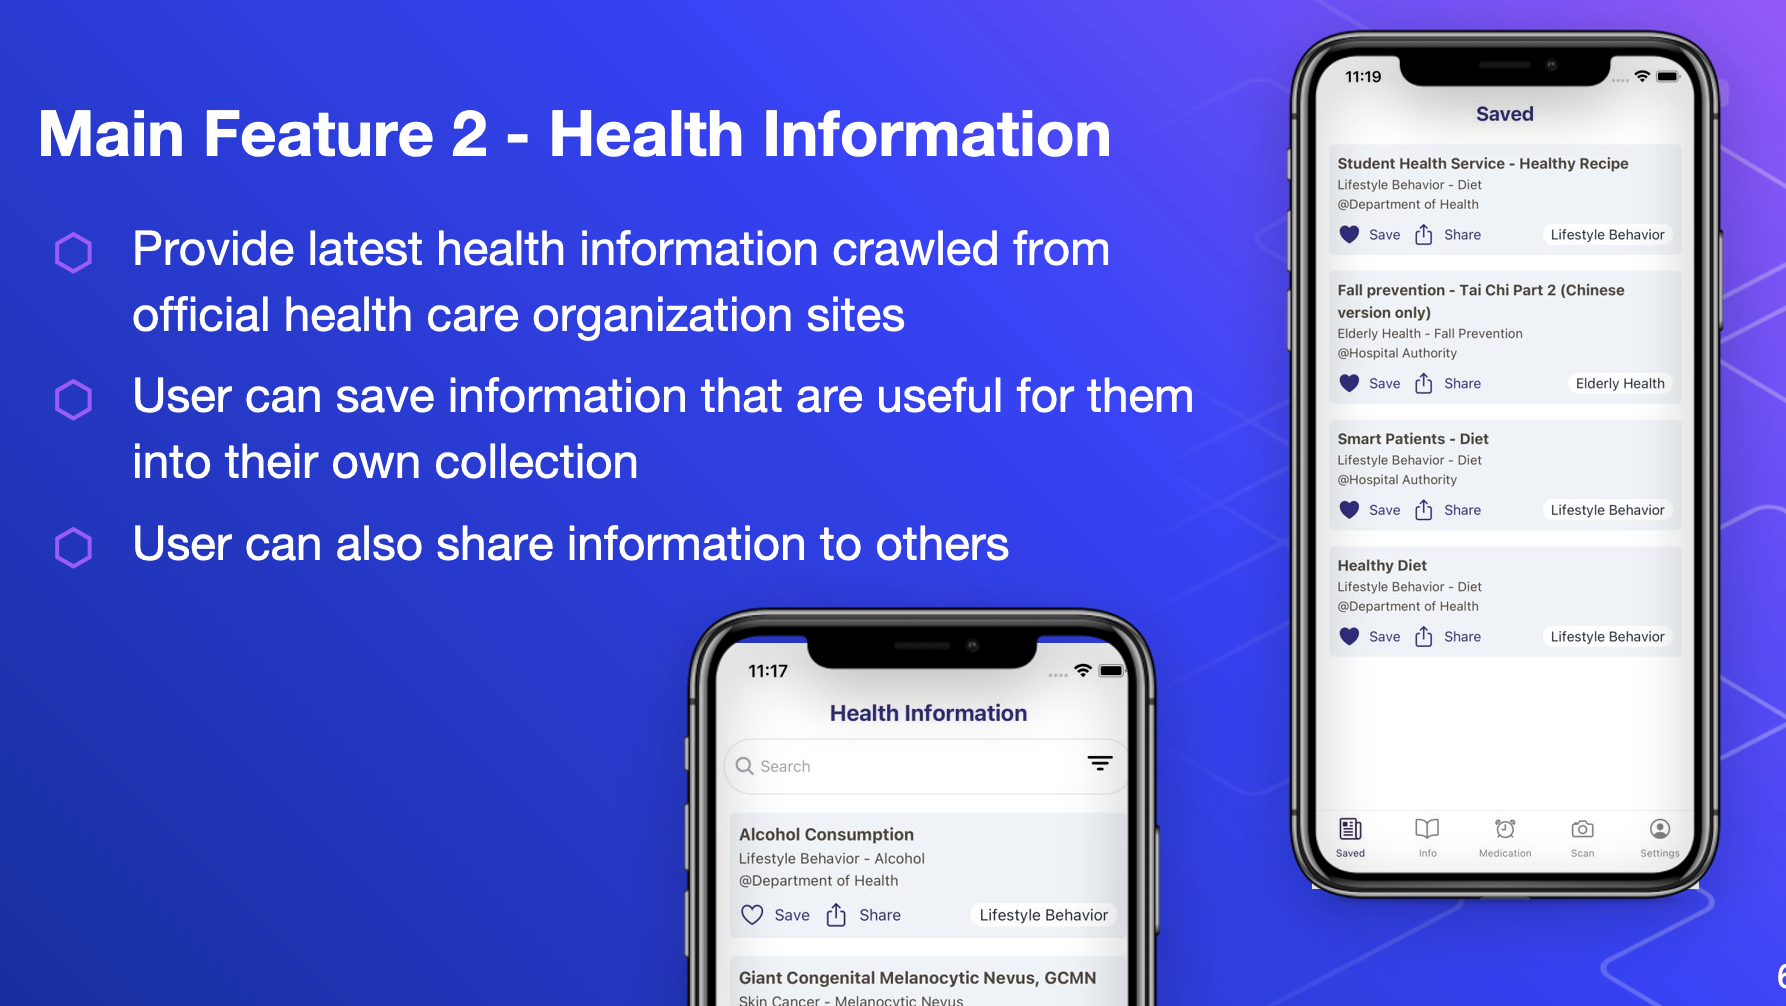 Main Feature 2 - Health Information
Provide latest health information crawled from
official health care organization sites
User can save information that are useful for them
into their own collection
User can also share information to others
11:17
Health Information
Search
Alcohol Consumption
Lifestyle Behavior - Alcohol
@Department of Health
Save Share Lifestyle Behavior
Giant Congenital Melanocytic Nevus, GCMN
Skin Cancer - Melanocytic Nevus
11:19
Saved
Student Health Service - Healthy Recipe
Lifestyle Behavior - Diet
@Department of Health
Save Share Lifestyle Behavior
Fall prevention - Tai Chi Part 2 (Chinese
version only)
Elderly Health - Fall Prevention
@Hospital Authority
Save Share Elderly Health
Smart Patients - Diet
Lifestyle Behavior - Diet
@Hospital Authority
Save Share Lifestyle Behavior
Healthy Diet
Lifestyle Behavior - Diet
@Department of Health
Save Share Lifestyle Behavior
Saved Info Medication Scan Settings